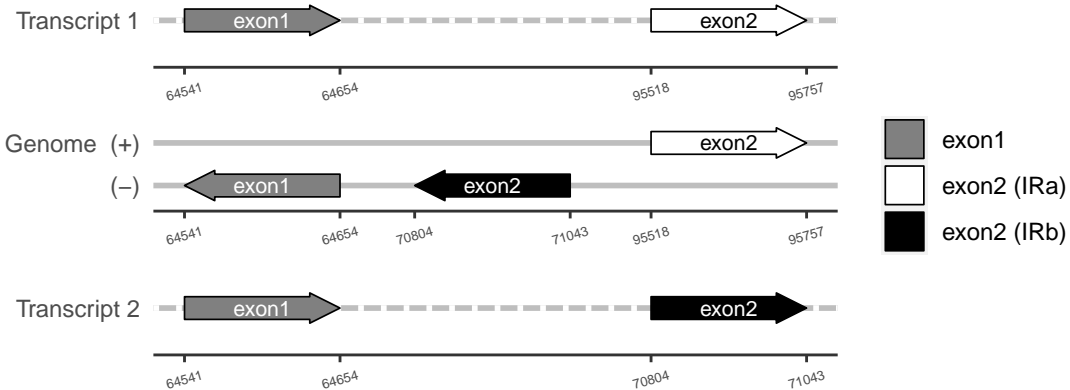 Transcript 1 exon1 exon2
64541 64654 95518 95757
Genome (+) exon2
(−) exon1 exon2
64541 64654 70804 71043 95518 95757
exon1
exon2 (IRa)
exon2 (IRb)
Transcript 2 exon1 exon2
64541 64654 70804 71043